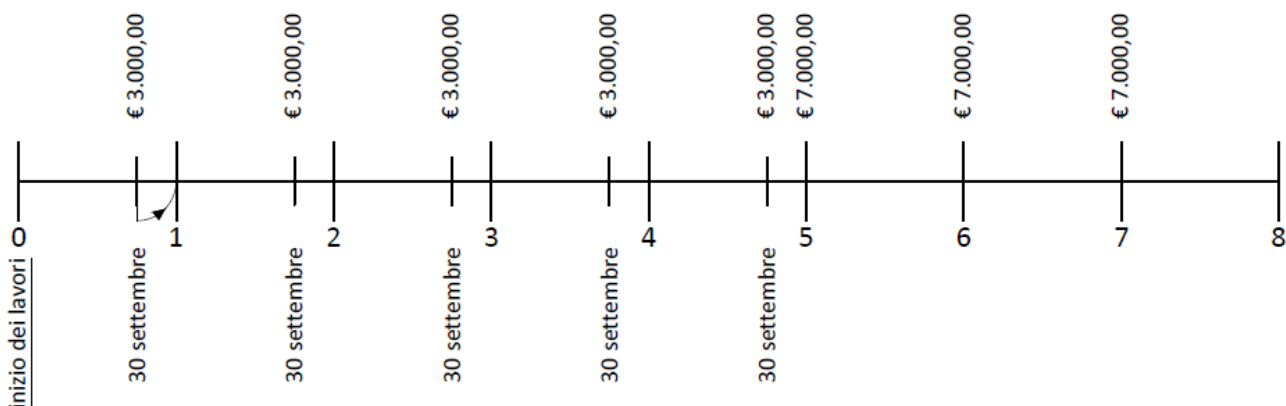 € 3.000,00
€ 3.000,00
€ 3.000,00
€ 3.000,00
€ 3.000,00
€ 7.000,00
€ 7.000,00
€ 7.000,00
0
1
2
3
4
5
6
7
8
inizio dei lavori
30 settembre
30 settembre
30 settembre
30 settembre
30 settembre